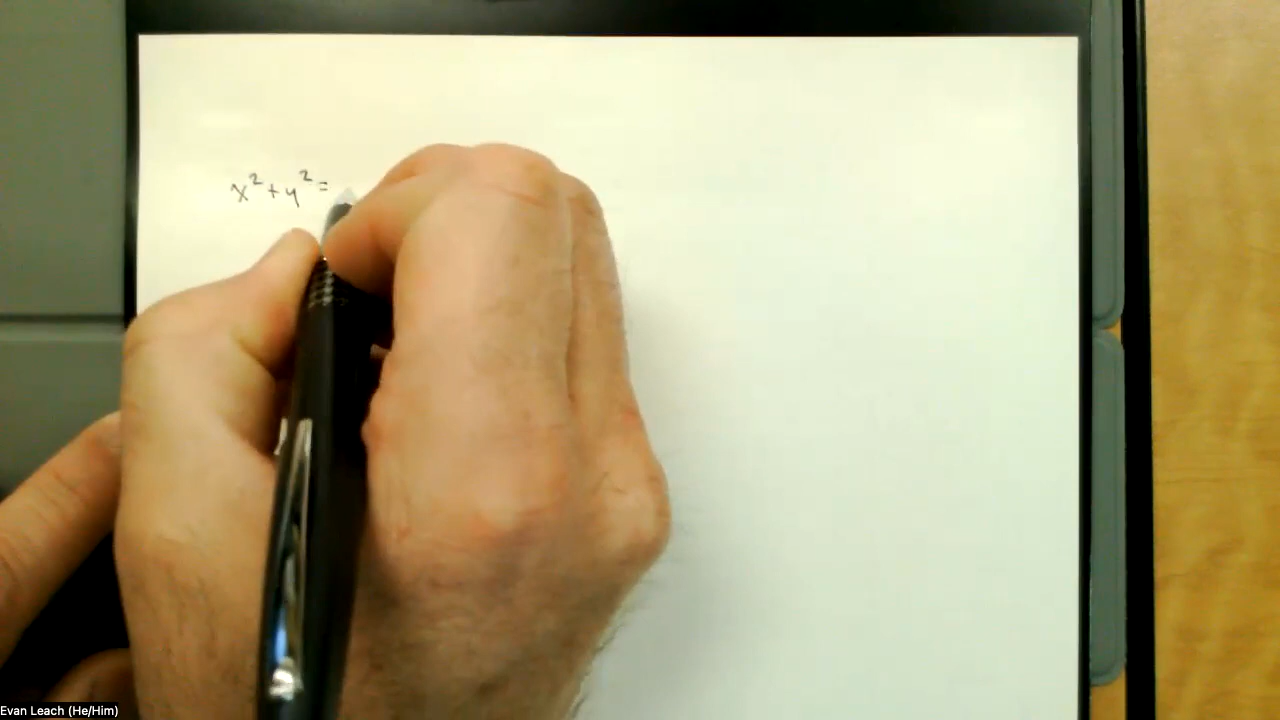 x²+y²=
Evan Leach (He/Him)